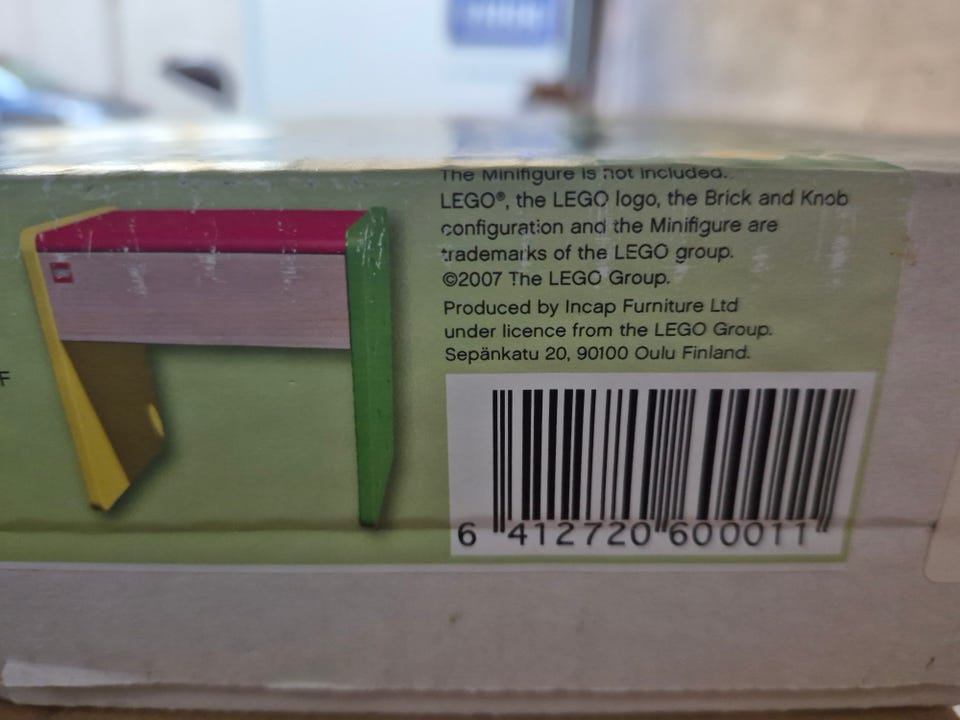 The Minifigure is not included.
LEGO®, the LEGO logo, the Brick and Knob
configuration and the Minifigure are
trademarks of the LEGO group.
©2007 The LEGO Group.
Produced by Incap Furniture Ltd
under licence from the LEGO Group.
Sepänkatu 20, 90100 Oulu Finland.
F
6 412720 600011